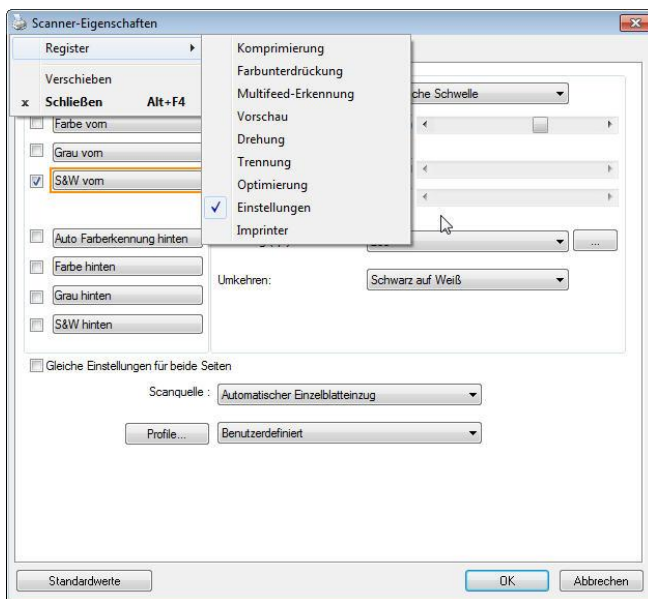 Scanner-Eigenschaften
Register
Verschieben
x Schließen Alt+F4
Komprimierung
Farbunterdrückung
Multifeed-Erkennung
Vorschau
Drehung
Trennung
Optimierung
Einstellungen
Imprinter
che Schwelle
Farbe vorn
Grau vorn
S&W vorn
Auto Farberkennung hinten
...
Farbe hinten
Umkehren: Schwarz auf Weiß
Grau hinten
S&W hinten
Gleiche Einstellungen für beide Seiten
Scanquelle : Automatischer Einzelblatteinzug
Profile... Benutzerdefiniert
Standardwerte OK Abbrechen